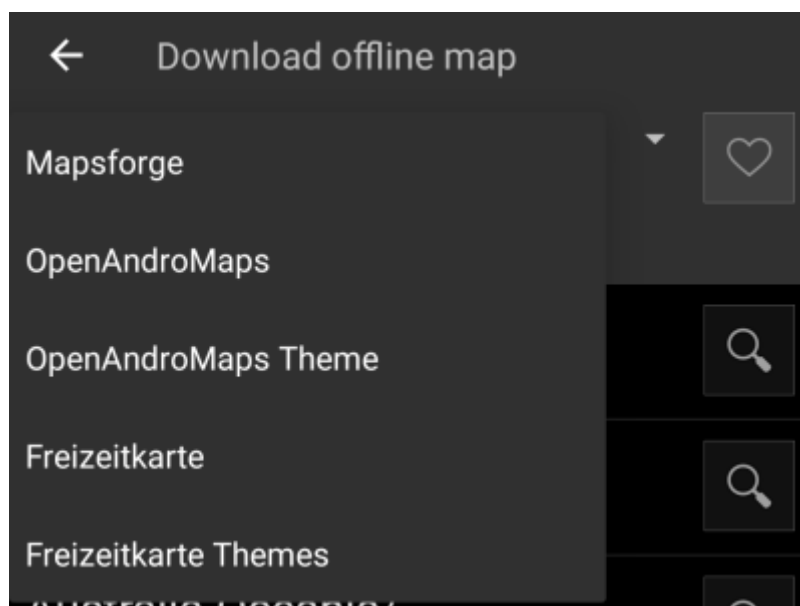 Download offline map
Mapsforge
OpenAndroMaps
OpenAndroMaps Theme
Freizeitkarte
Freizeitkarte Themes